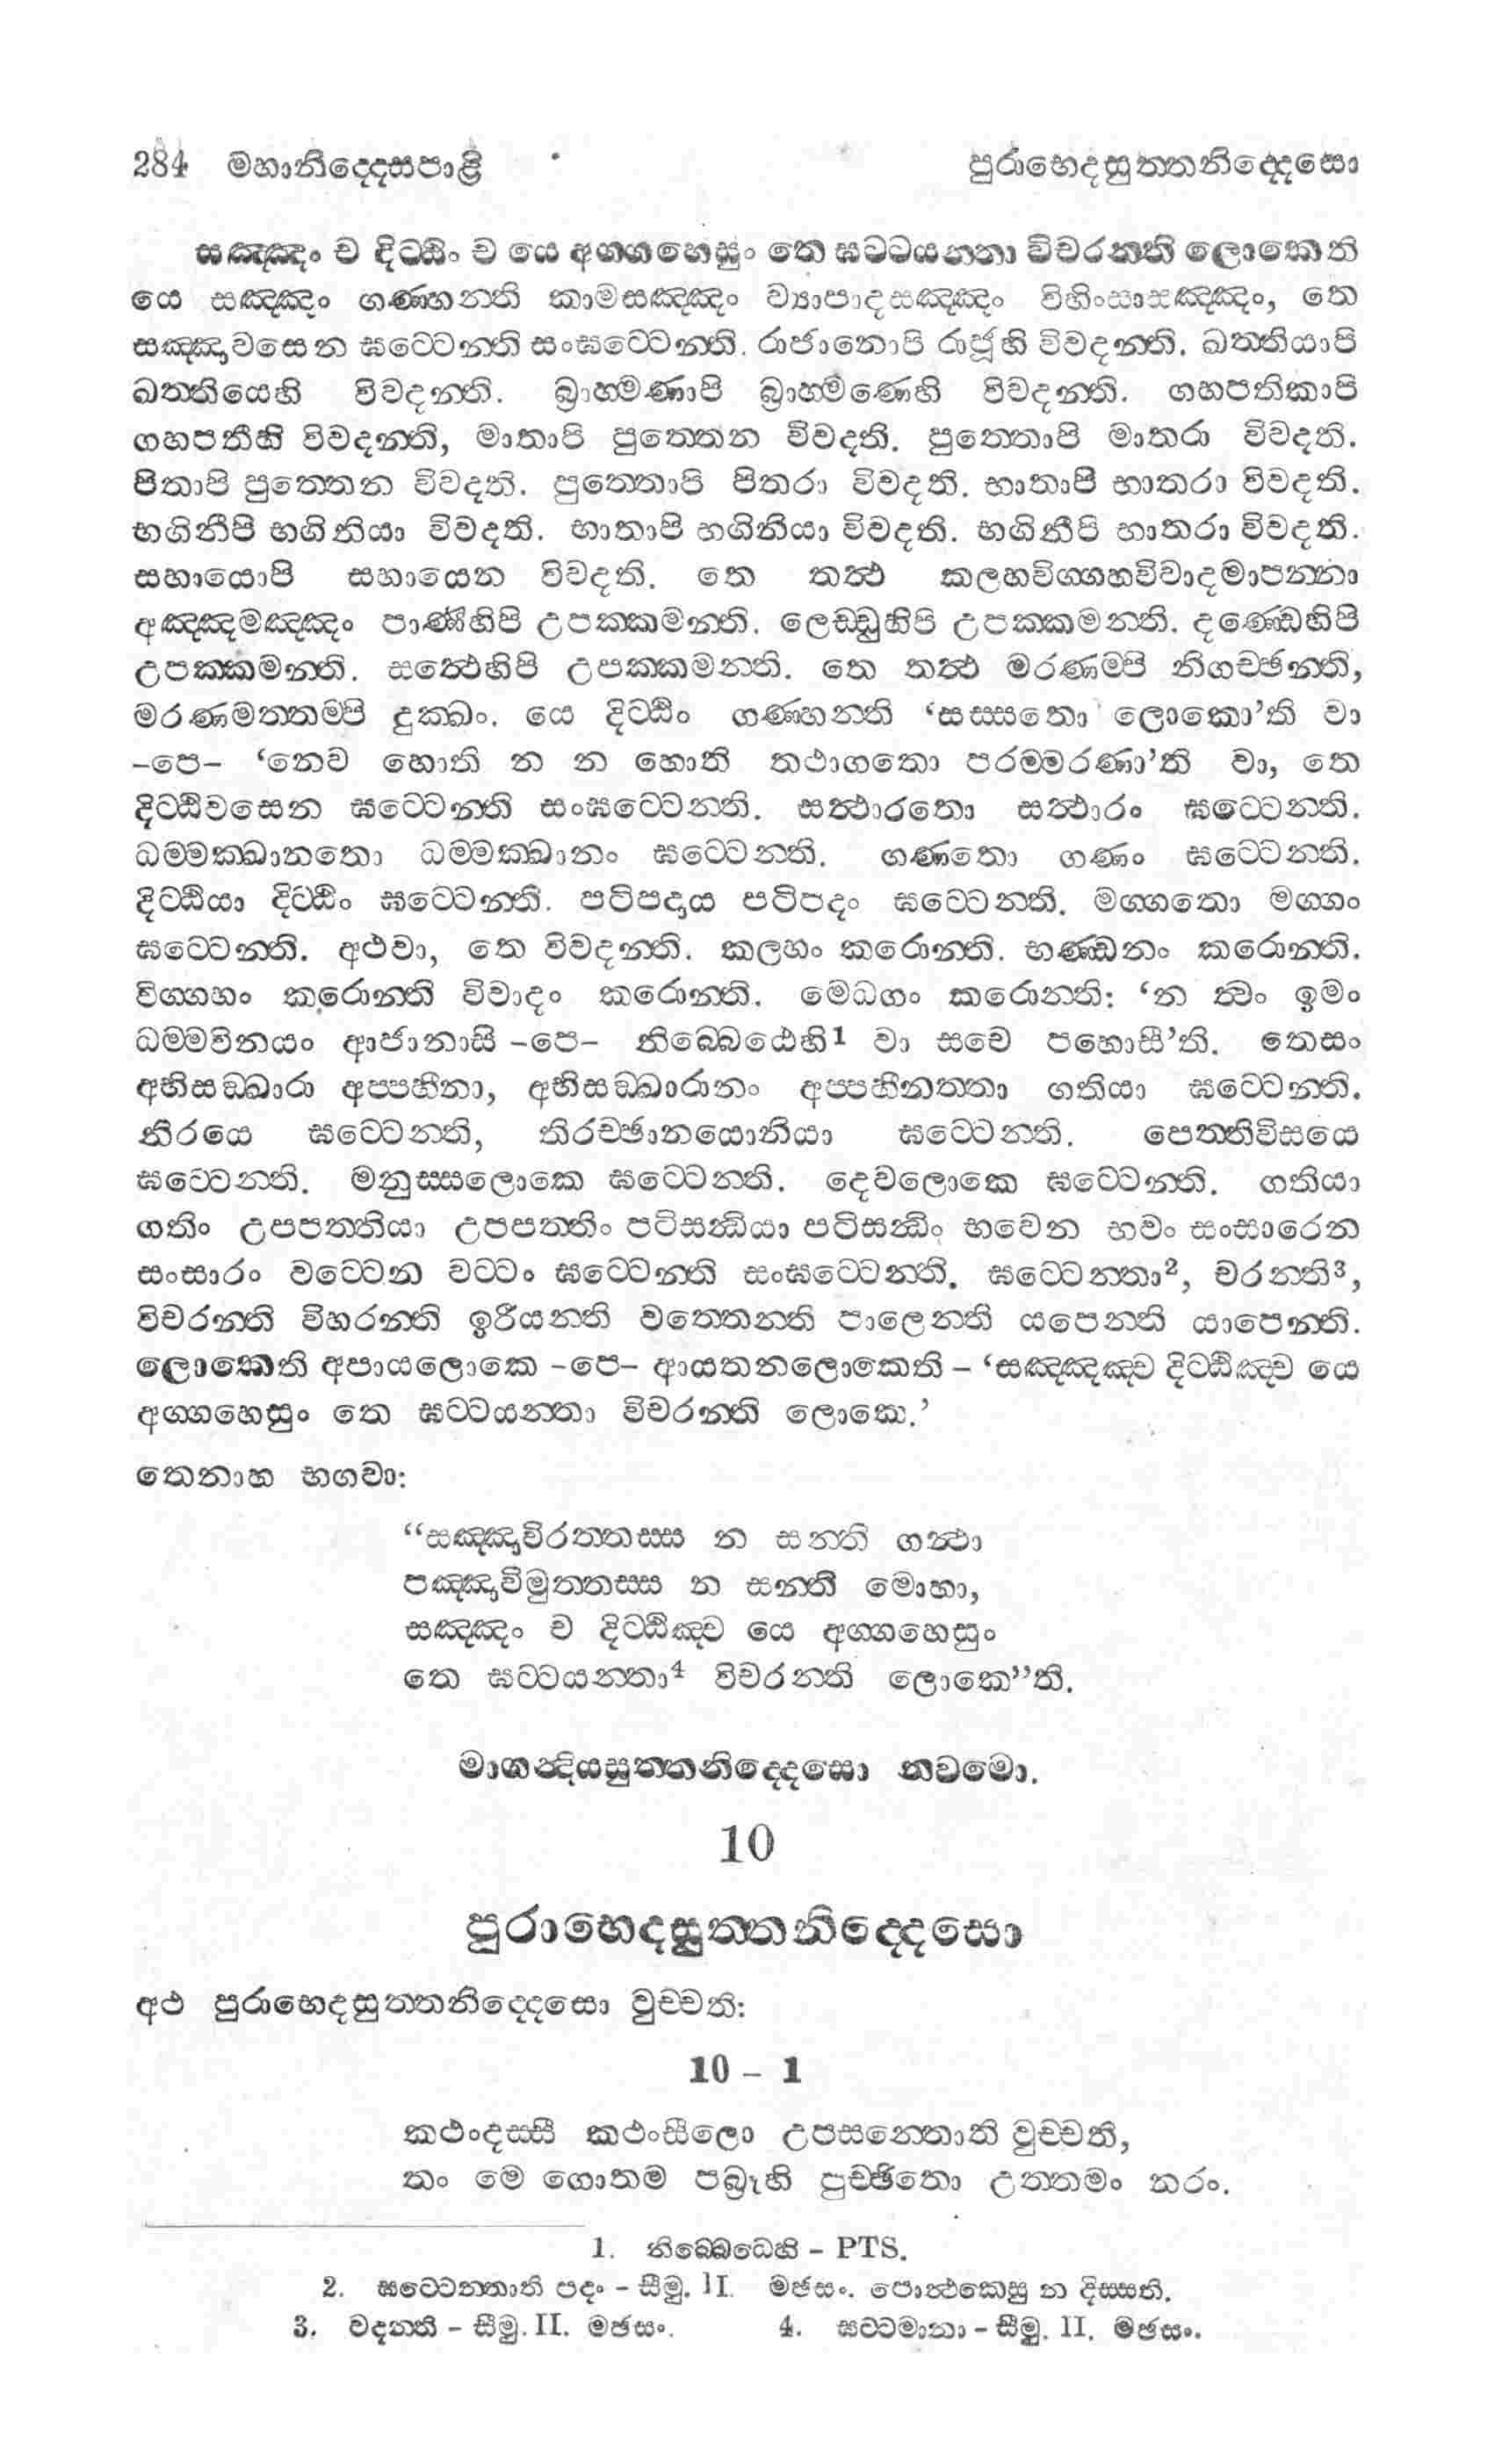 284 මහානිද්දෙසපාළි පුරාභෙදසුත්තනිද්දෙසො
සඤ්ඤං ච දිට්ඨිං ච යෙ අග්ගහෙසුං තෙ ඝට්ටයන්තා විචරන්ති ලොකෙති
යෙ සඤ්ඤං ගණ්හන්ති කාමසඤ්ඤං ව්‍යාපාදසඤ්ඤං විහිංසාසඤ්ඤං, තෙ
සඤ්ඤාවසෙන ඝට්ටෙන්ති සංඝට්ටෙන්ති. රාජානොපි රාජූහි විවදන්ති. ඛත්තියාපි
ඛත්තියෙහි විවදන්ති. බ්‍රාහ්මණාපි බ්‍රාහ්මණෙහි විවදන්ති. ගහපතිකාපි
ගහපතීහි විවදන්ති, මාතාපි පුත්තෙන විවදති. පුත්තොපි මාතරා විවදති.
පිතාපි පුත්තෙන විවදති. පුත්තොපි පිතරා විවදති. භාතාපි භාතරා විවදති.
භගිනීපි භගිනියා විවදති. භාතාපි භගිනියා විවදති. භගිනීපි භාතරා විවදති.
සහායොපි සහායෙන විවදති. තෙ තත්‍ථ කලහවිග්ගහවිවාදමාපන්නා
අඤ්ඤමඤ්ඤං පාණීහිපි උපක්කමන්ති. ලෙඩ්ඩූහිපි උපක්කමන්ති. දණ්ඩෙහිපි
උපක්කමන්ති. සත්‍ථෙහිපි උපක්කමන්ති. තෙ තත්‍ථ මරණම්පි නිගච්ඡන්ති,
මරණමත්තම්පි දුක්ඛං. යෙ දිට්ඨිං ගණ්හන්ති ‘සස්සතො ලොකො’ති වා
–පෙ– ‘නෙව හොති න න හොති තථාගතො පරම්මරණා’ති වා, තෙ
දිට්ඨිවසෙන ඝට්ටෙන්ති සංඝට්ටෙන්ති. සත්‍ථාරතො සත්‍ථාරං ඝට්ටෙන්ති.
ධම්මක්ඛානතො ධම්මක්ඛානං ඝට්ටෙන්ති. ගණතො ගණං ඝට්ටෙන්ති.
දිට්ඨියා දිට්ඨිං ඝට්ටෙන්ති. පටිපදාය පටිපදං ඝට්ටෙන්ති. මග්ගතො මග්ගං
ඝට්ටෙන්ති. අථවා, තෙ විවදන්ති. කලහං කරොන්ති. භණ්ඩනං කරොන්ති.
විග්ගහං කරොන්ති විවාදං කරොන්ති. මෙධගං කරොන්ති: ‘න ත්‍වං ඉමං
ධම්මවිනයං ආජානාසි –පෙ– නිබ්බෙඨෙහි1 වා සචෙ පහොසී’ති. තෙසං
අභිසඞ්ඛාරා අප්පහීනා, අභිසඞ්ඛාරානං අප්පහීනත්තා ගතියා ඝට්ටෙන්ති.
නිරයෙ ඝට්ටෙන්ති, තිරච්ඡානයොනියා ඝට්ටෙන්ති. පෙත්තිවිසයෙ
ඝට්ටෙන්ති. මනුස්සලොකෙ ඝට්ටෙන්ති. දෙවලොකෙ ඝට්ටෙන්ති. ගතියා
ගතිං උපපත්තියා උපපත්තිං පටිසන්‍ධියා පටිසන්‍ධිං භවෙන භවං සංසාරෙන
සංසාරං වට්ටෙන වට්ටං ඝට්ටෙන්ති සංඝට්ටෙන්ති. ඝට්ටෙන්තා2, චරන්ති3,
විචරන්ති විහරන්ති ඉරියන්ති වත්තෙන්ති පාලෙන්ති යපෙන්ති යාපෙන්ති.
ලොකෙති අපායලොකෙ –පෙ– ආයතනලොකෙති – ‘සඤ්ඤඤ්ච දිට්ඨිඤ්ච යෙ
අග්ගහෙසුං තෙ ඝට්ටයන්තා විචරන්ති ලොකෙ.’
තෙනාහ භගවා:
“සඤ්ඤාවිරත්තස්ස න සන්ති ගන්‍ථා
පඤ්ඤාවිමුත්තස්ස න සන්ති මොහා,
සඤ්ඤං ච දිට්ඨිඤ්ච යෙ අග්ගහෙසුං
තෙ ඝට්ටයන්තා4 විචරන්ති ලොකෙ”ති.
මාගන්‍දියසුත්තනිද්දෙසො නවමො.
10
පුරාභෙදසුත්තනිද්දෙසො
අථ පුරාභෙදසුත්තනිද්දෙසො වුච්චති:
10 – 1
කථංදස්සී කථංසීලො උපසන්තොති වුච්චති,
තං මෙ ගොතම පබ්‍රූහි පුච්ඡිතො උත්තමං නරං.
1. නිබ්බෙධෙහි – PTS.
2. ඝට්ටෙන්තාති පදං – සීමු. II. මජසං. පොත්‍ථකෙසු න දිස්සති.
3. වදන්ති – සීමු. II. මජසං. 4. ඝට්ටමානා – සීමු. II. මජසං.